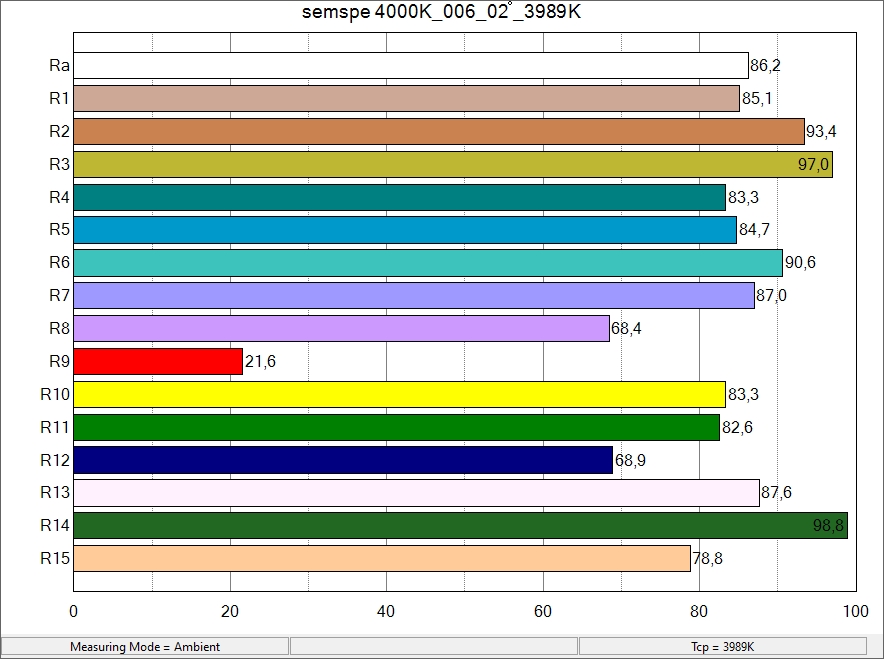 semspe 4000K_006_02°_3989K
Ra 86,2
R1 85,1
R2 93,4
R3 97,0
R4 83,3
R5 84,7
R6 90,6
R7 87,0
R8 68,4
R9 21,6
R10 83,3
R11 82,6
R12 68,9
R13 87,6
R14 98,8
R15 78,8
0 20 40 60 80 100
Measuring Mode = Ambient Tcp = 3989K